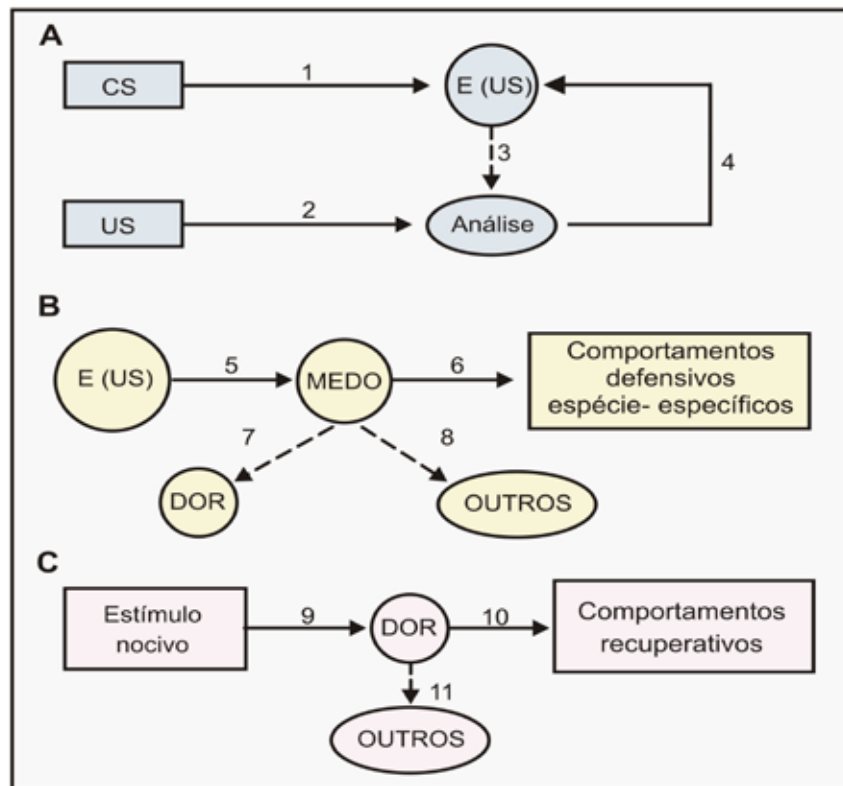 A
CS
1
E (US)
3
4
US
2
Análise
B
E (US)
5
MEDO
6
Comportamentos
defensivos
espécie- específicos
7
8
DOR
OUTROS
C
Estímulo
nocivo
9
DOR
10
Comportamentos
recuperativos
11
OUTROS